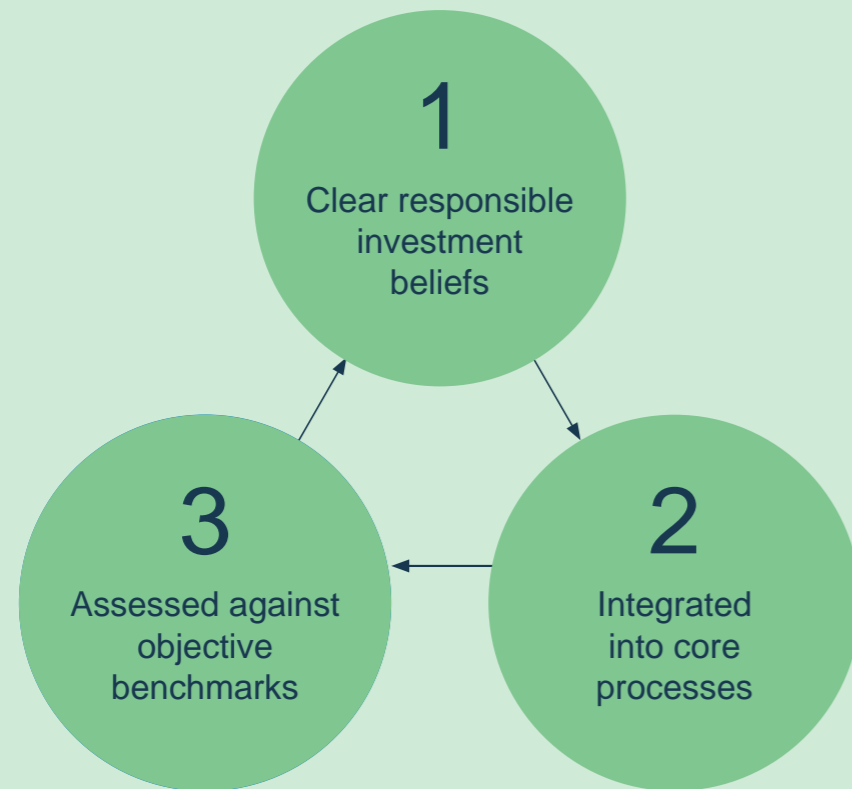 1
Clear responsible
investment
beliefs
2
Integrated
into core
processes
3
Assessed against
objective
benchmarks